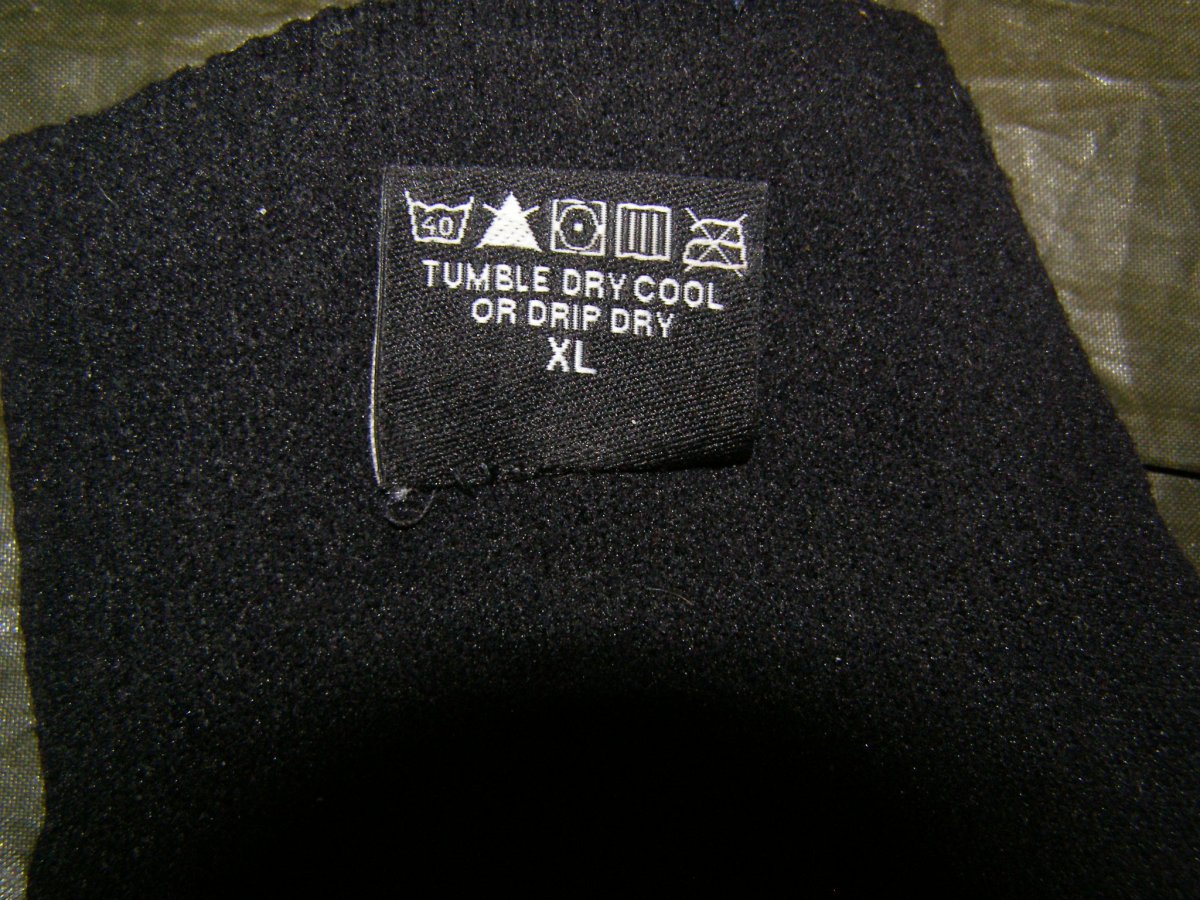 40
TUMBLE DRY COOL
OR DRIP DRY
XL